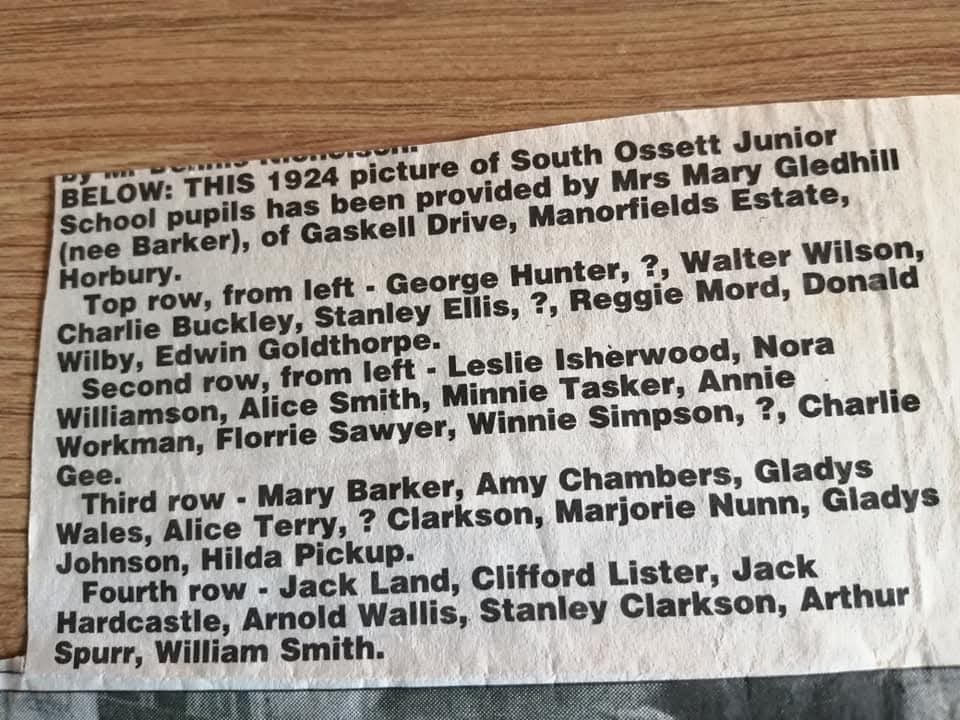 by Mr Dennis Nicholson.
BELOW: THIS 1924 picture of South Ossett Junior
School pupils has been provided by Mrs Mary Gledhill
(nee Barker), of Gaskell Drive, Manorfields Estate,
Horbury.
Top row, from left - George Hunter, ?, Walter Wilson,
Charlie Buckley, Stanley Ellis, ?, Reggie Mord, Donald
Wilby, Edwin Goldthorpe.
Second row, from left - Leslie Isherwood, Nora
Williamson, Alice Smith, Minnie Tasker, Annie
Workman, Florrie Sawyer, Winnie Simpson, ?, Charlie
Gee.
Third row - Mary Barker, Amy Chambers, Gladys
Wales, Alice Terry, ? Clarkson, Marjorie Nunn, Gladys
Johnson, Hilda Pickup.
Fourth row - Jack Land, Clifford Lister, Jack
Hardcastle, Arnold Wallis, Stanley Clarkson, Arthur
Spurr, William Smith.